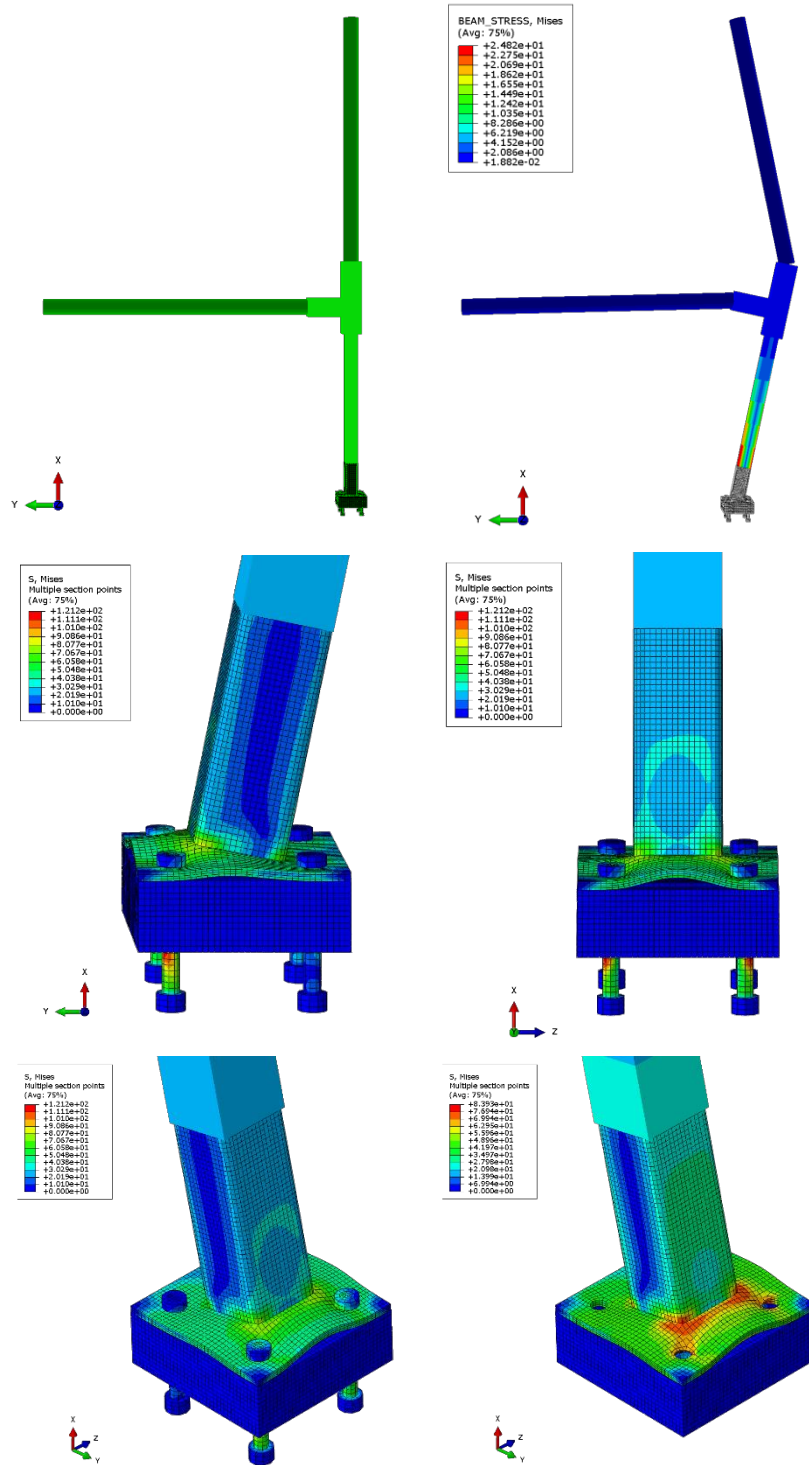 BEAM_STRESS, Mises
(Avg: 75%)
+2.482e+01
+2.275e+01
+2.069e+01
+1.862e+01
+1.655e+01
+1.449e+01
+1.242e+01
+1.035e+01
+8.286e+00
+6.219e+00
+4.152e+00
+2.086e+00
+1.882e-02
X
Y
X
Y
S, Mises
Multiple section points
(Avg: 75%)
+1.212e+02
+1.111e+02
+1.010e+02
+9.086e+01
+8.077e+01
+7.067e+01
+6.058e+01
+5.048e+01
+4.038e+01
+3.029e+01
+2.019e+01
+1.010e+01
+0.000e+00
X
Y
S, Mises
Multiple section points
(Avg: 75%)
+1.212e+02
+1.111e+02
+1.010e+02
+9.086e+01
+8.077e+01
+7.067e+01
+6.058e+01
+5.048e+01
+4.038e+01
+3.029e+01
+2.019e+01
+1.010e+01
+0.000e+00
X
Y
Z
S, Mises
Multiple section points
(Avg: 75%)
+1.212e+02
+1.111e+02
+1.010e+02
+9.086e+01
+8.077e+01
+7.067e+01
+6.058e+01
+5.048e+01
+4.038e+01
+3.029e+01
+2.019e+01
+1.010e+01
+0.000e+00
X
Z
Y
S, Mises
Multiple section points
(Avg: 75%)
+8.393e+01
+7.694e+01
+6.994e+01
+6.295e+01
+5.596e+01
+4.896e+01
+4.197e+01
+3.497e+01
+2.798e+01
+2.098e+01
+1.399e+01
+6.994e+00
+0.000e+00
X
Z
Y